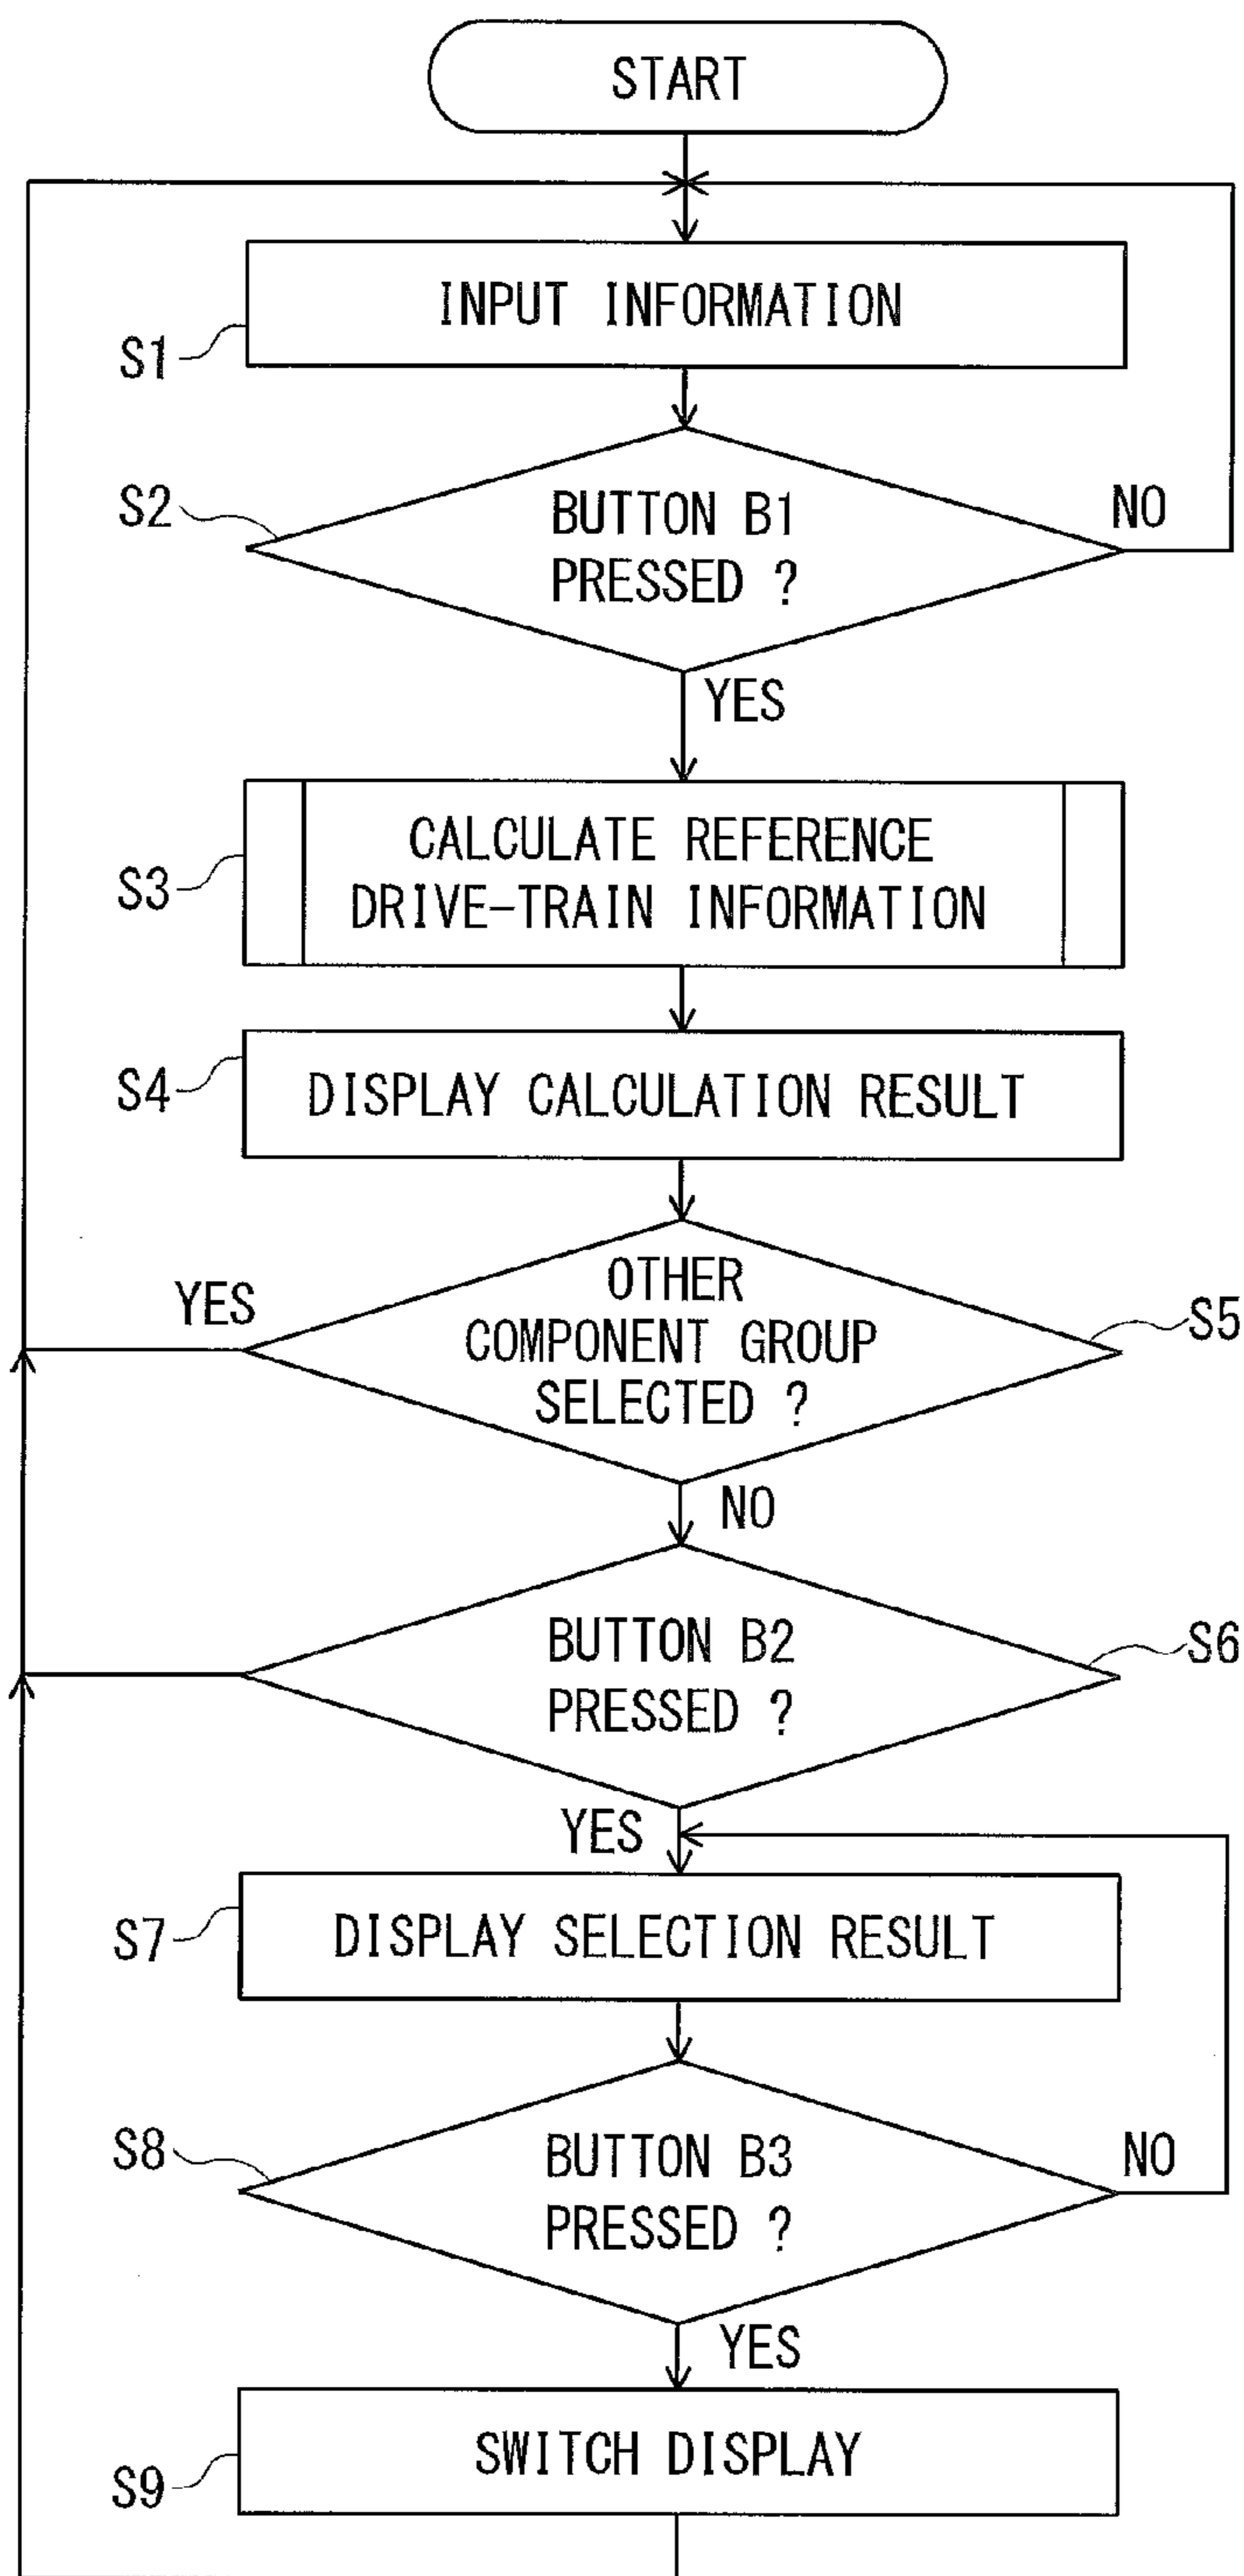 START
INPUT INFORMATION
S1
S2
BUTTON B1
PRESSED ?
NO
YES
S3
CALCULATE REFERENCE
DRIVE-TRAIN INFORMATION
S4
DISPLAY CALCULATION RESULT
YES
OTHER
COMPONENT GROUP
SELECTED ?
S5
NO
BUTTON B2
PRESSED ?
S6
YES
S7
DISPLAY SELECTION RESULT
S8
BUTTON B3
PRESSED ?
NO
YES
SWITCH DISPLAY
S9